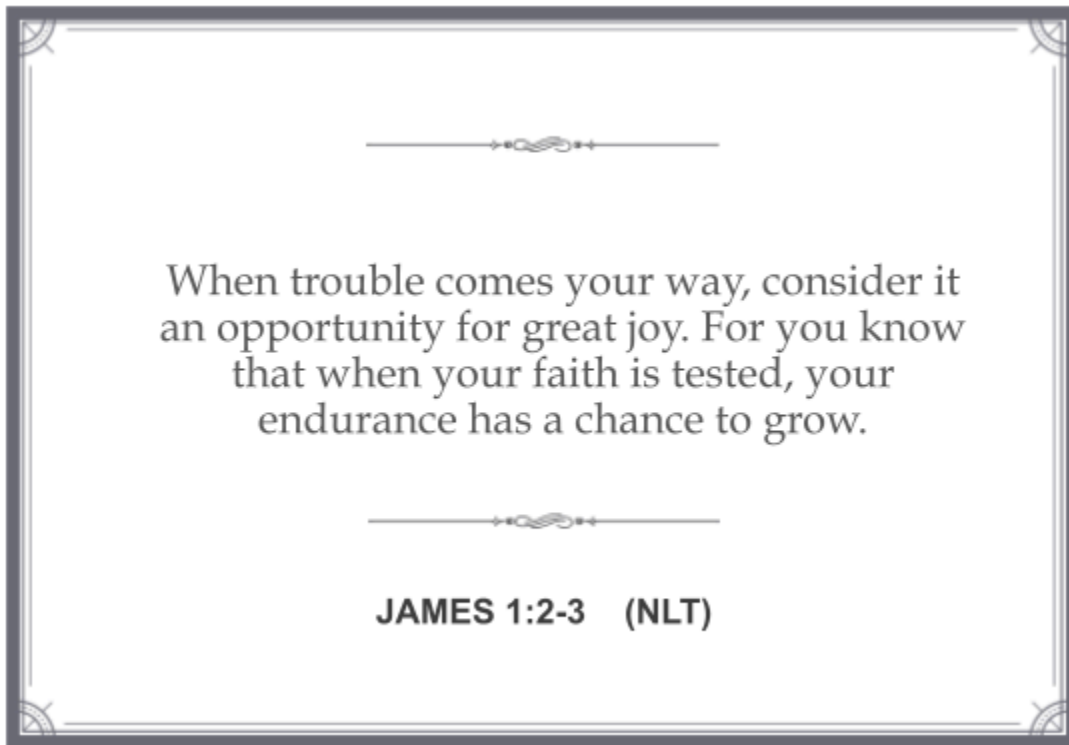 When trouble comes your way, consider it
an opportunity for great joy. For you know
that when your faith is tested, your
endurance has a chance to grow.
JAMES 1:2-3 (NLT)